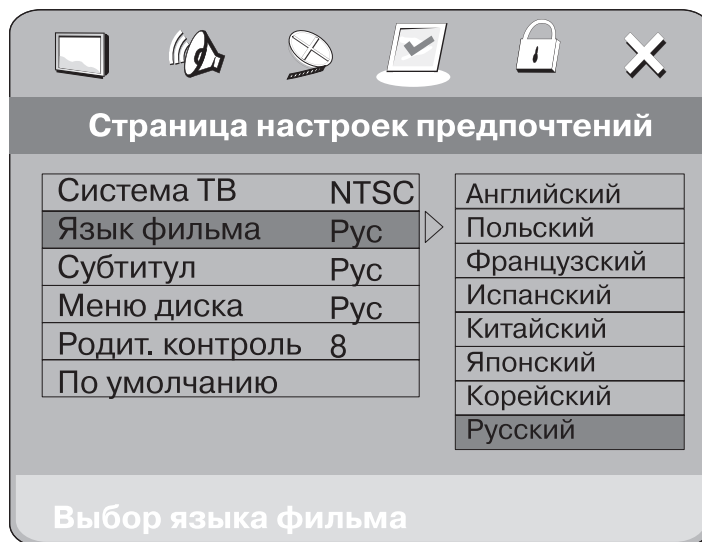 Страница настроек предпочтений
Система ТВ NTSC
Язык фильма Рус
Субтитул Рус
Меню диска Рус
Родит. контроль 8
По умолчанию
Английский
Польский
Французский
Испанский
Китайский
Японский
Корейский
Русский
Выбор языка фильма